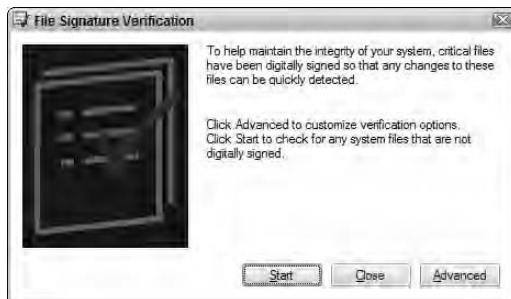 File Signature Verification
To help maintain the integrity of your system, critical files
have been digitally signed so that any changes to these
files can be quickly detected.
Click Advanced to customize verification options.
Click Start to check for any system files that are not
digitally signed.
Start Close Advanced